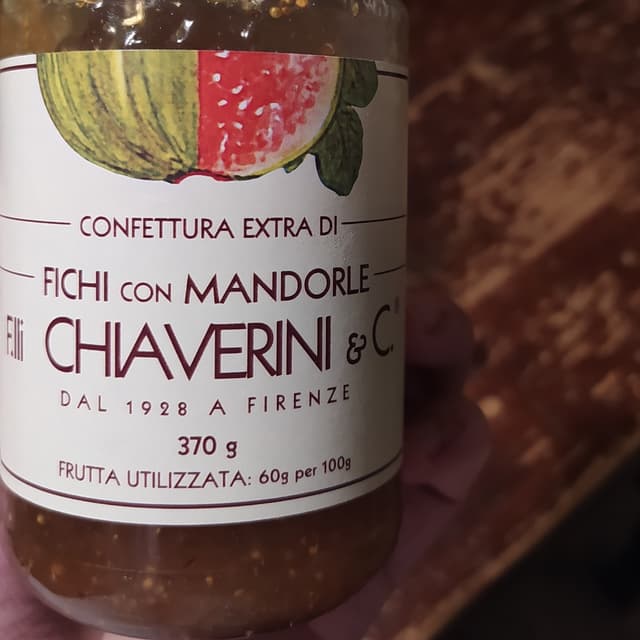 CONFETTURA EXTRA DI
FICHI CON MANDORLE
F.lli CHIAVERINI & C.®
DAL 1928 A FIRENZE
370 g
FRUTTA UTILIZZATA: 60g per 100g